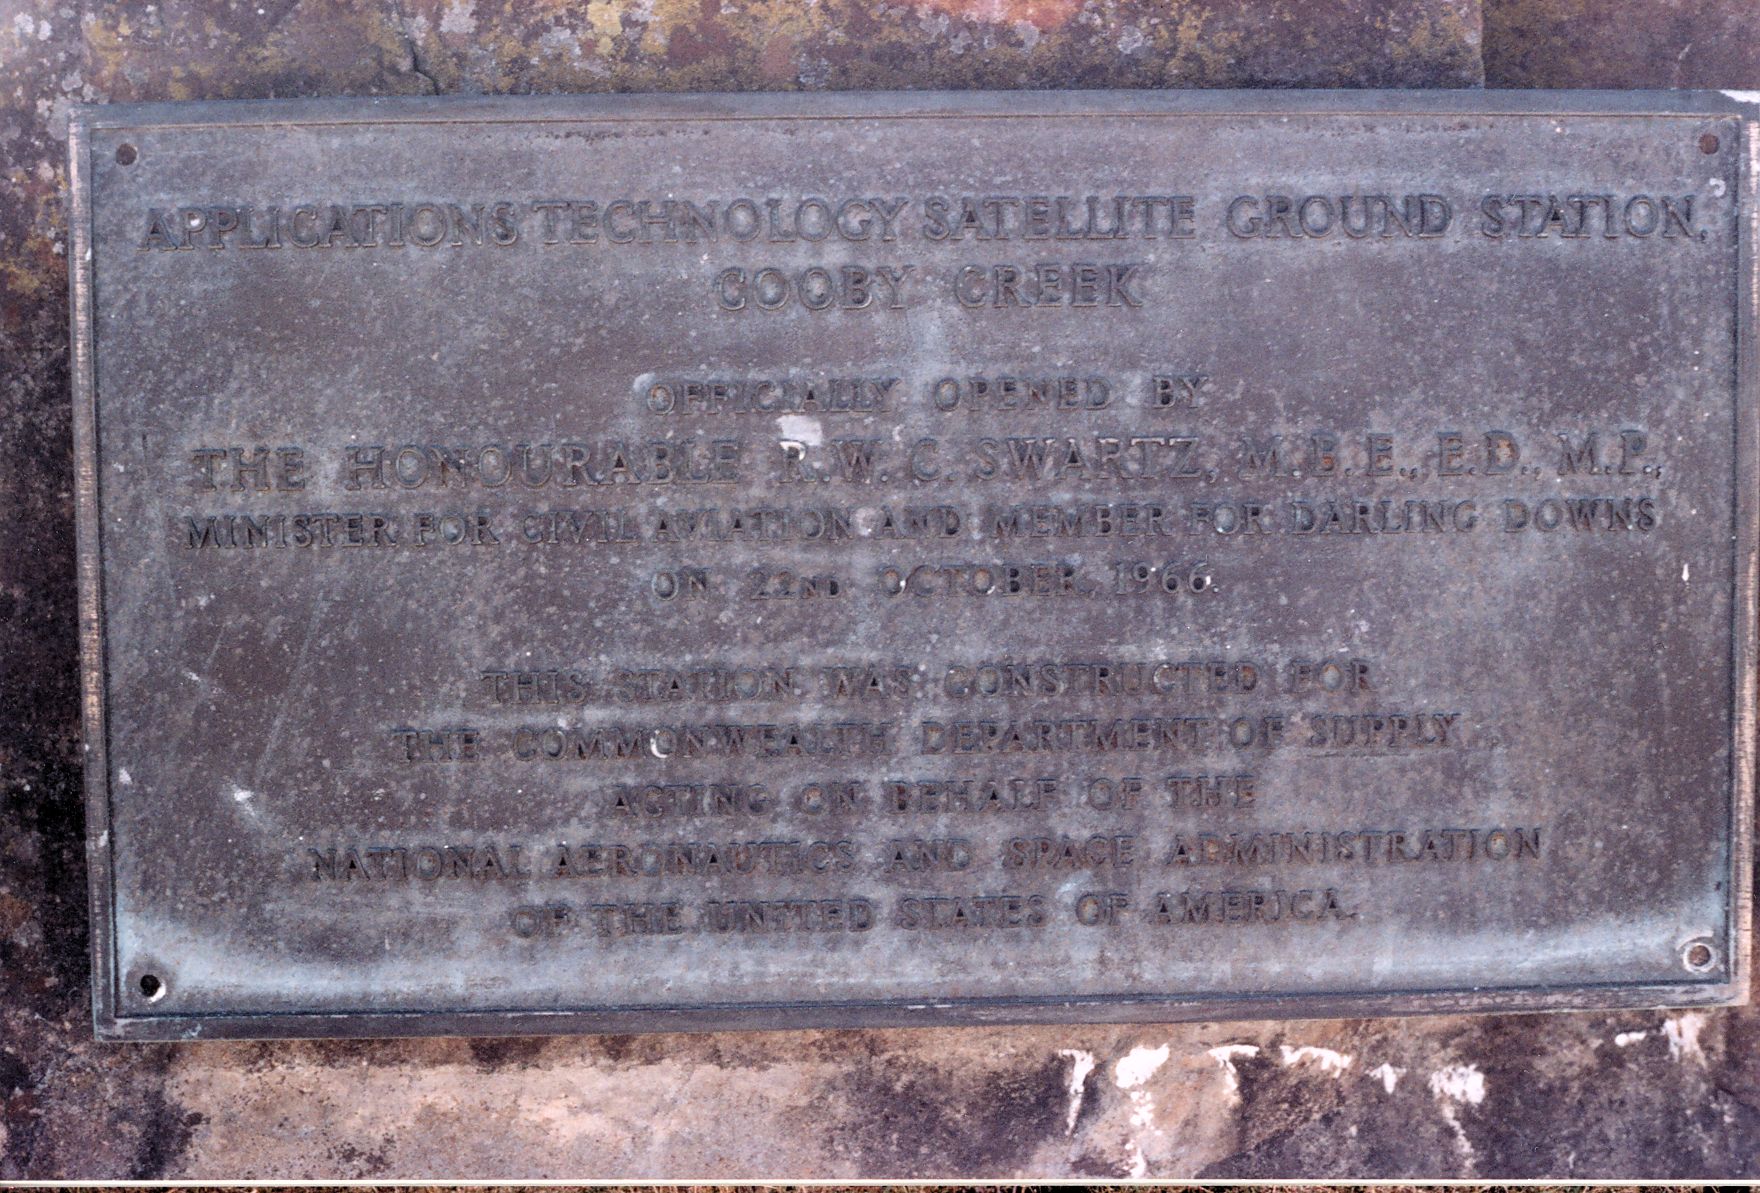 APPLICATIONS TECHNOLOGY SATELLITE GROUND STATION,
COOBY CREEK
OFFICIALLY OPENED BY
THE HONOURABLE R.W. C. SWARTZ, M.B.E., E.D., M.P.,
MINISTER FOR CIVIL AVIATION AND MEMBER FOR DARLING DOWNS
ON 22ND OCTOBER, 1966.
THIS STATION WAS CONSTRUCTED FOR
THE COMMONWEALTH DEPARTMENT OF SUPPLY
ACTING ON BEHALF OF THE
NATIONAL AERONAUTICS AND SPACE ADMINISTRATION
OF THE UNITED STATES OF AMERICA.